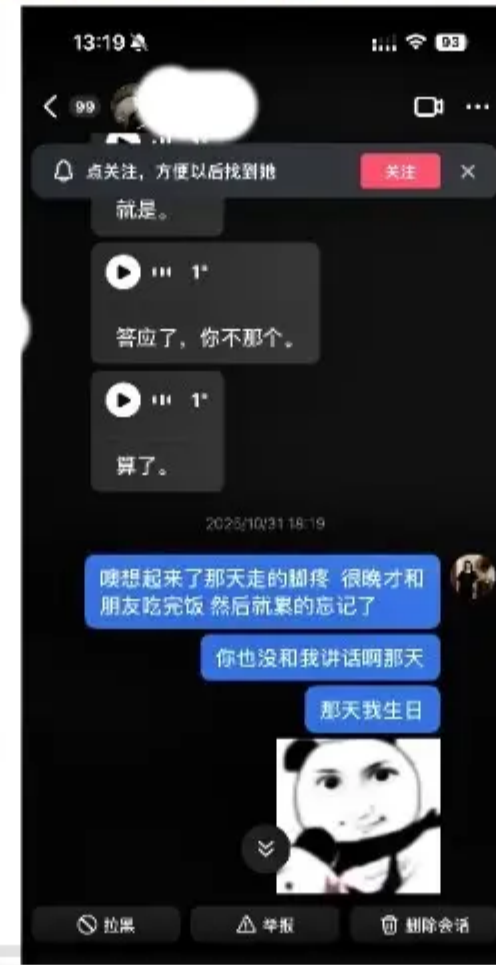 13:19
93
99
点关注，方便以后找到她
关注
就是。
1"
答应了，你不那个。
1"
算了。
2025/10/31 18:19
噢想起来了那天走的脚疼 很晚才和
朋友吃完饭 然后就累的忘记了
你也没和我讲话啊那天
那天我生日
拉黑
举报
删除会话